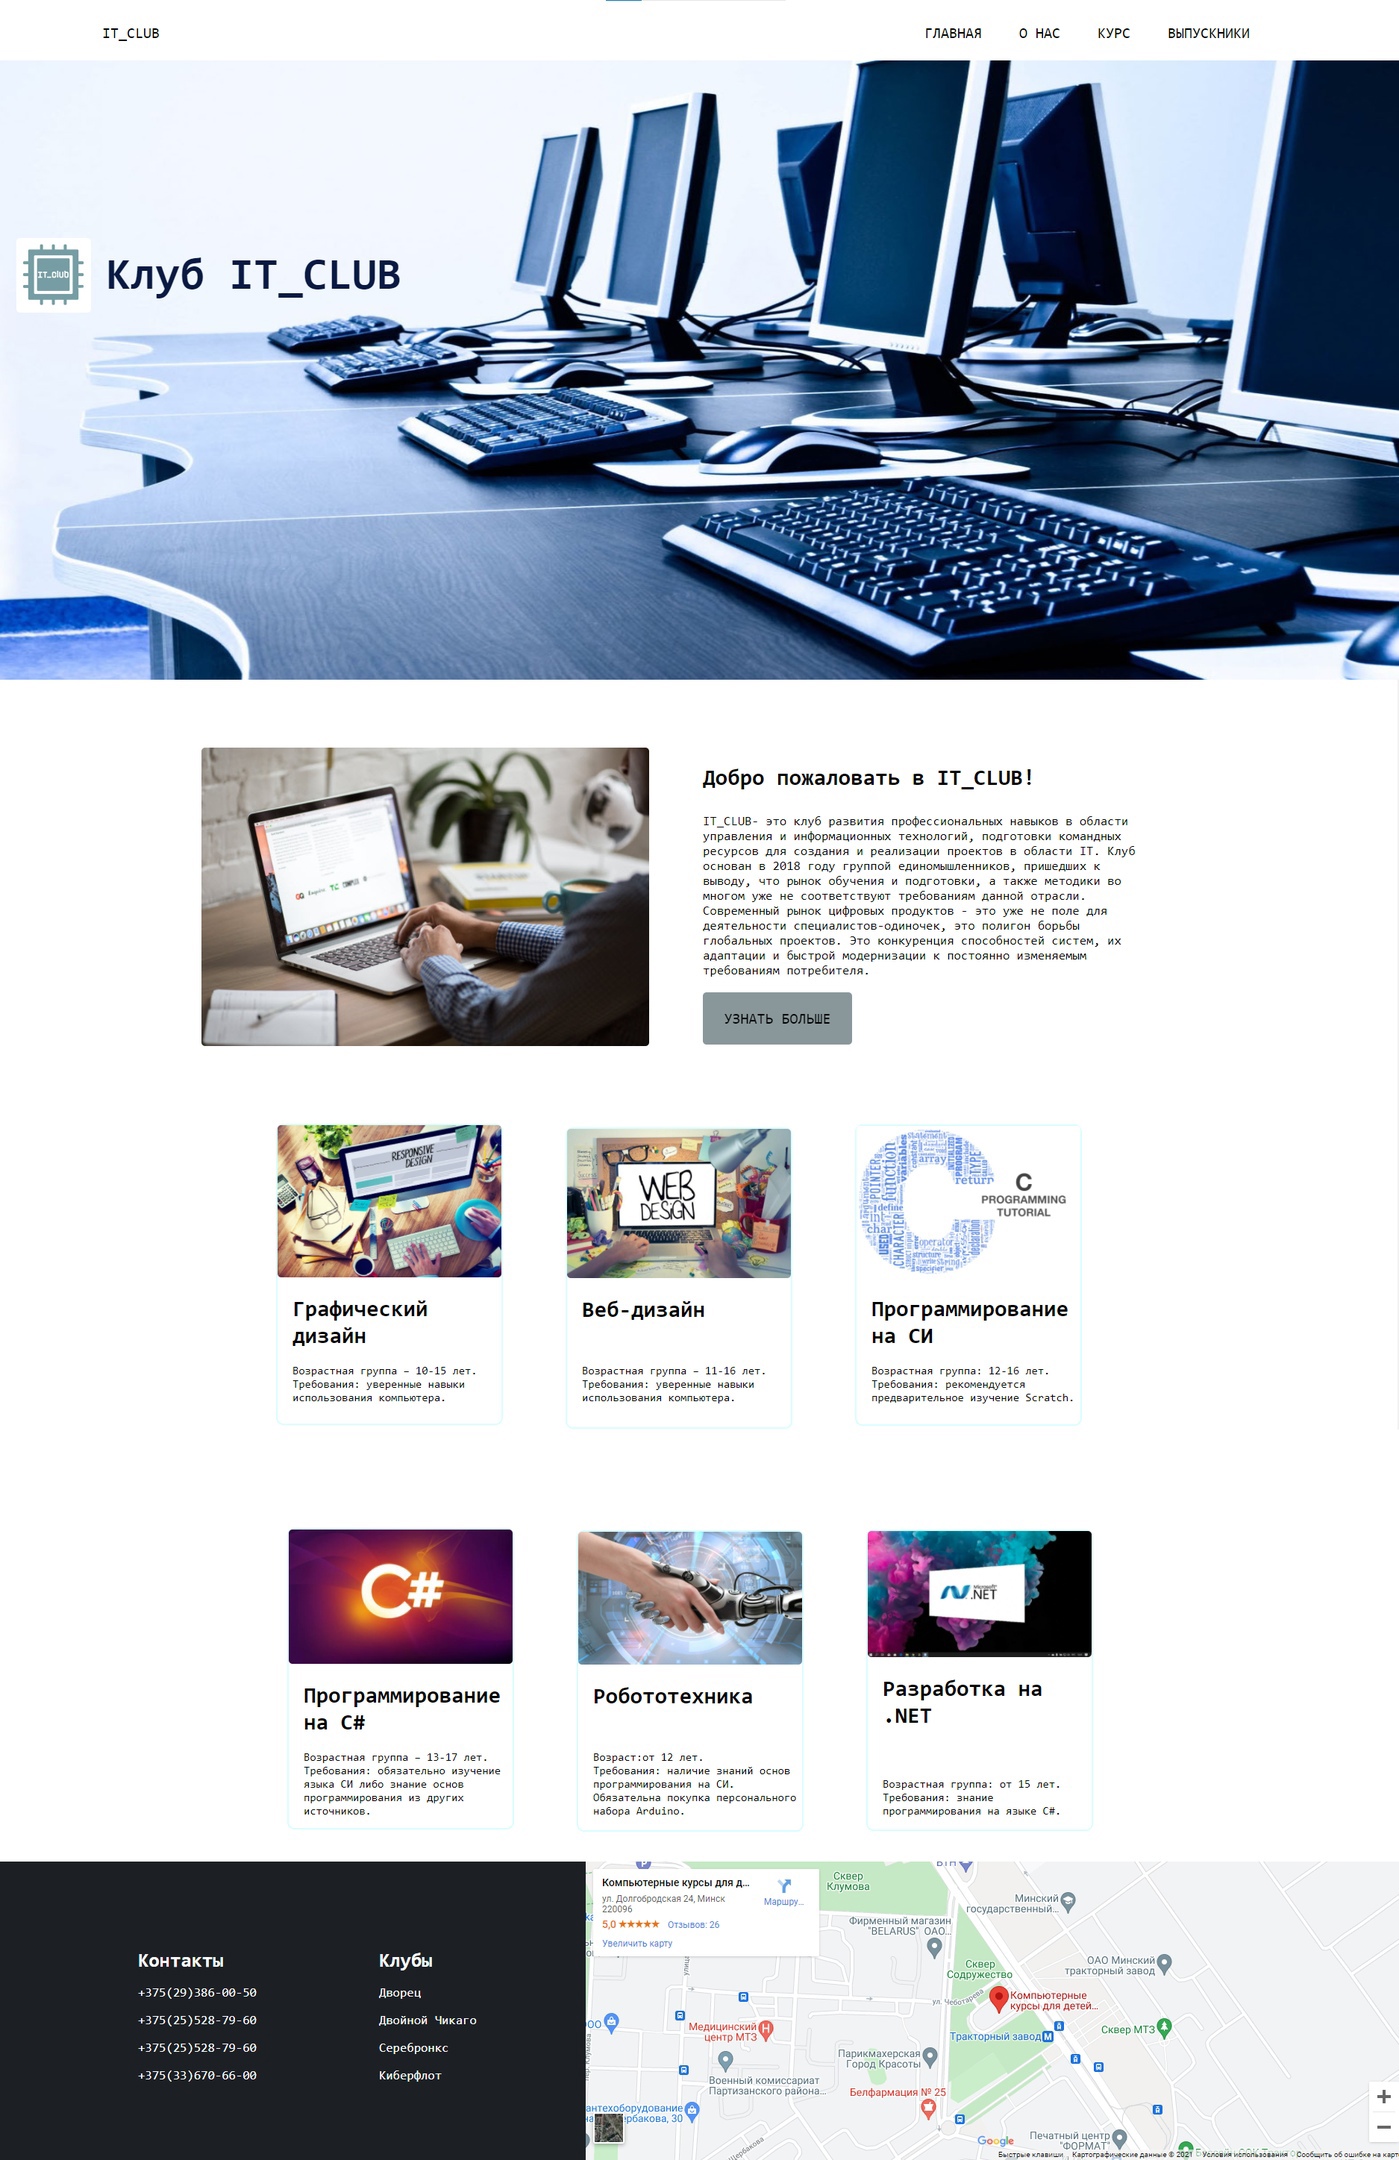 IT_CLUB
ГЛАВНАЯ
О НАС
КУРС
ВЫПУСКНИКИ
IT_club
Клуб IT_CLUB
Добро пожаловать в IT_CLUB!
IT_CLUB- это клуб развития профессиональных навыков в области
управления и информационных технологий, подготовки командных
ресурсов для создания и реализации проектов в области IT. Клуб
основан в 2018 году группой единомышленников, пришедших к
выводу, что рынок обучения и подготовки, а также методики во
многом уже не соответствуют требованиям данной отрасли.
Современный рынок цифровых продуктов - это уже не поле для
деятельности специалистов-одиночек, это полигон борьбы
глобальных проектов. Это конкуренция способностей систем, их
адаптации и быстрой модернизации к постоянно изменяемым
требованиям потребителя.
УЗНАТЬ БОЛЬШЕ
RESPONSIVE
DESIGN
Графический
дизайн
Возрастная группа – 10-15 лет.
Требования: уверенные навыки
использования компьютера.
WEB
DESIGN
Веб-дизайн
Возрастная группа – 11-16 лет.
Требования: уверенные навыки
использования компьютера.
C
PROGRAMMING
TUTORIAL
Программирование
на СИ
Возрастная группа: 12-16 лет.
Требования: рекомендуется
предварительное изучение Scratch.
C#
Программирование
на C#
Возрастная группа – 13-17 лет.
Требования: обязательно изучение
языка СИ либо знание основ
программирования из других
источников.
Робототехника
Возраст:от 12 лет.
Требования: наличие знаний основ
программирования на СИ.
Обязательна покупка персонального
набора Arduino.
Microsoft
.NET
Разработка на
.NET
Возрастная группа: от 15 лет.
Требования: знание
программирования на языке C#.
Контакты
+375(29)386-00-50
+375(25)528-79-60
+375(25)528-79-60
+375(33)670-66-00
Клубы
Дворец
Двойной Чикаго
Серебронкс
Киберфлот
Компьютерные курсы для д...
ул. Долгобродская 24, Минск
220096
5,0 ★★★★★ Отзывов: 26
Увеличить карту
Маршру...
Сквер
Клумова
Минский
государственный...
Фирменный магазин
"BELARUS" ОАО...
Сквер
Содружество
ОАО Минский
тракторный завод
ул. Чеботарева
Компьютерные
курсы для детей...
Медицинский
центр МТЗ
Тракторный завод
Сквер МТЗ
Парикмахерская
Город Красоты
Военный комиссариат
Партизанского района...
Белфармация № 25
Печатный центр
"ФОРМАТ"
Google
Быстрые клавиши
Картографические данные © 2021
Условия использования
Сообщить об ошибке на карт